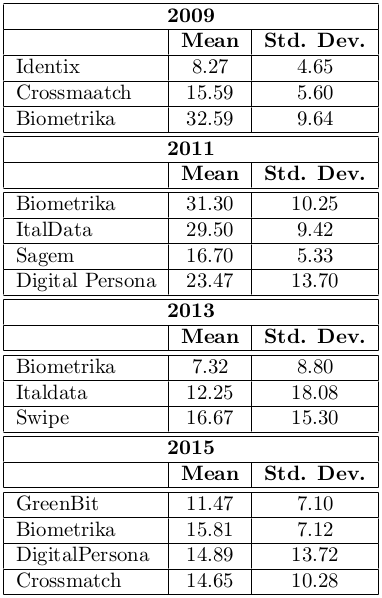 2009
Mean Std. Dev.
Identix 8.27 4.65
Crossmaatch 15.59 5.60
Biometrika 32.59 9.64
2011
Mean Std. Dev.
Biometrika 31.30 10.25
ItalData 29.50 9.42
Sagem 16.70 5.33
Digital Persona 23.47 13.70
2013
Mean Std. Dev.
Biometrika 7.32 8.80
Italdata 12.25 18.08
Swipe 16.67 15.30
2015
Mean Std. Dev.
GreenBit 11.47 7.10
Biometrika 15.81 7.12
DigitalPersona 14.89 13.72
Crossmatch 14.65 10.28